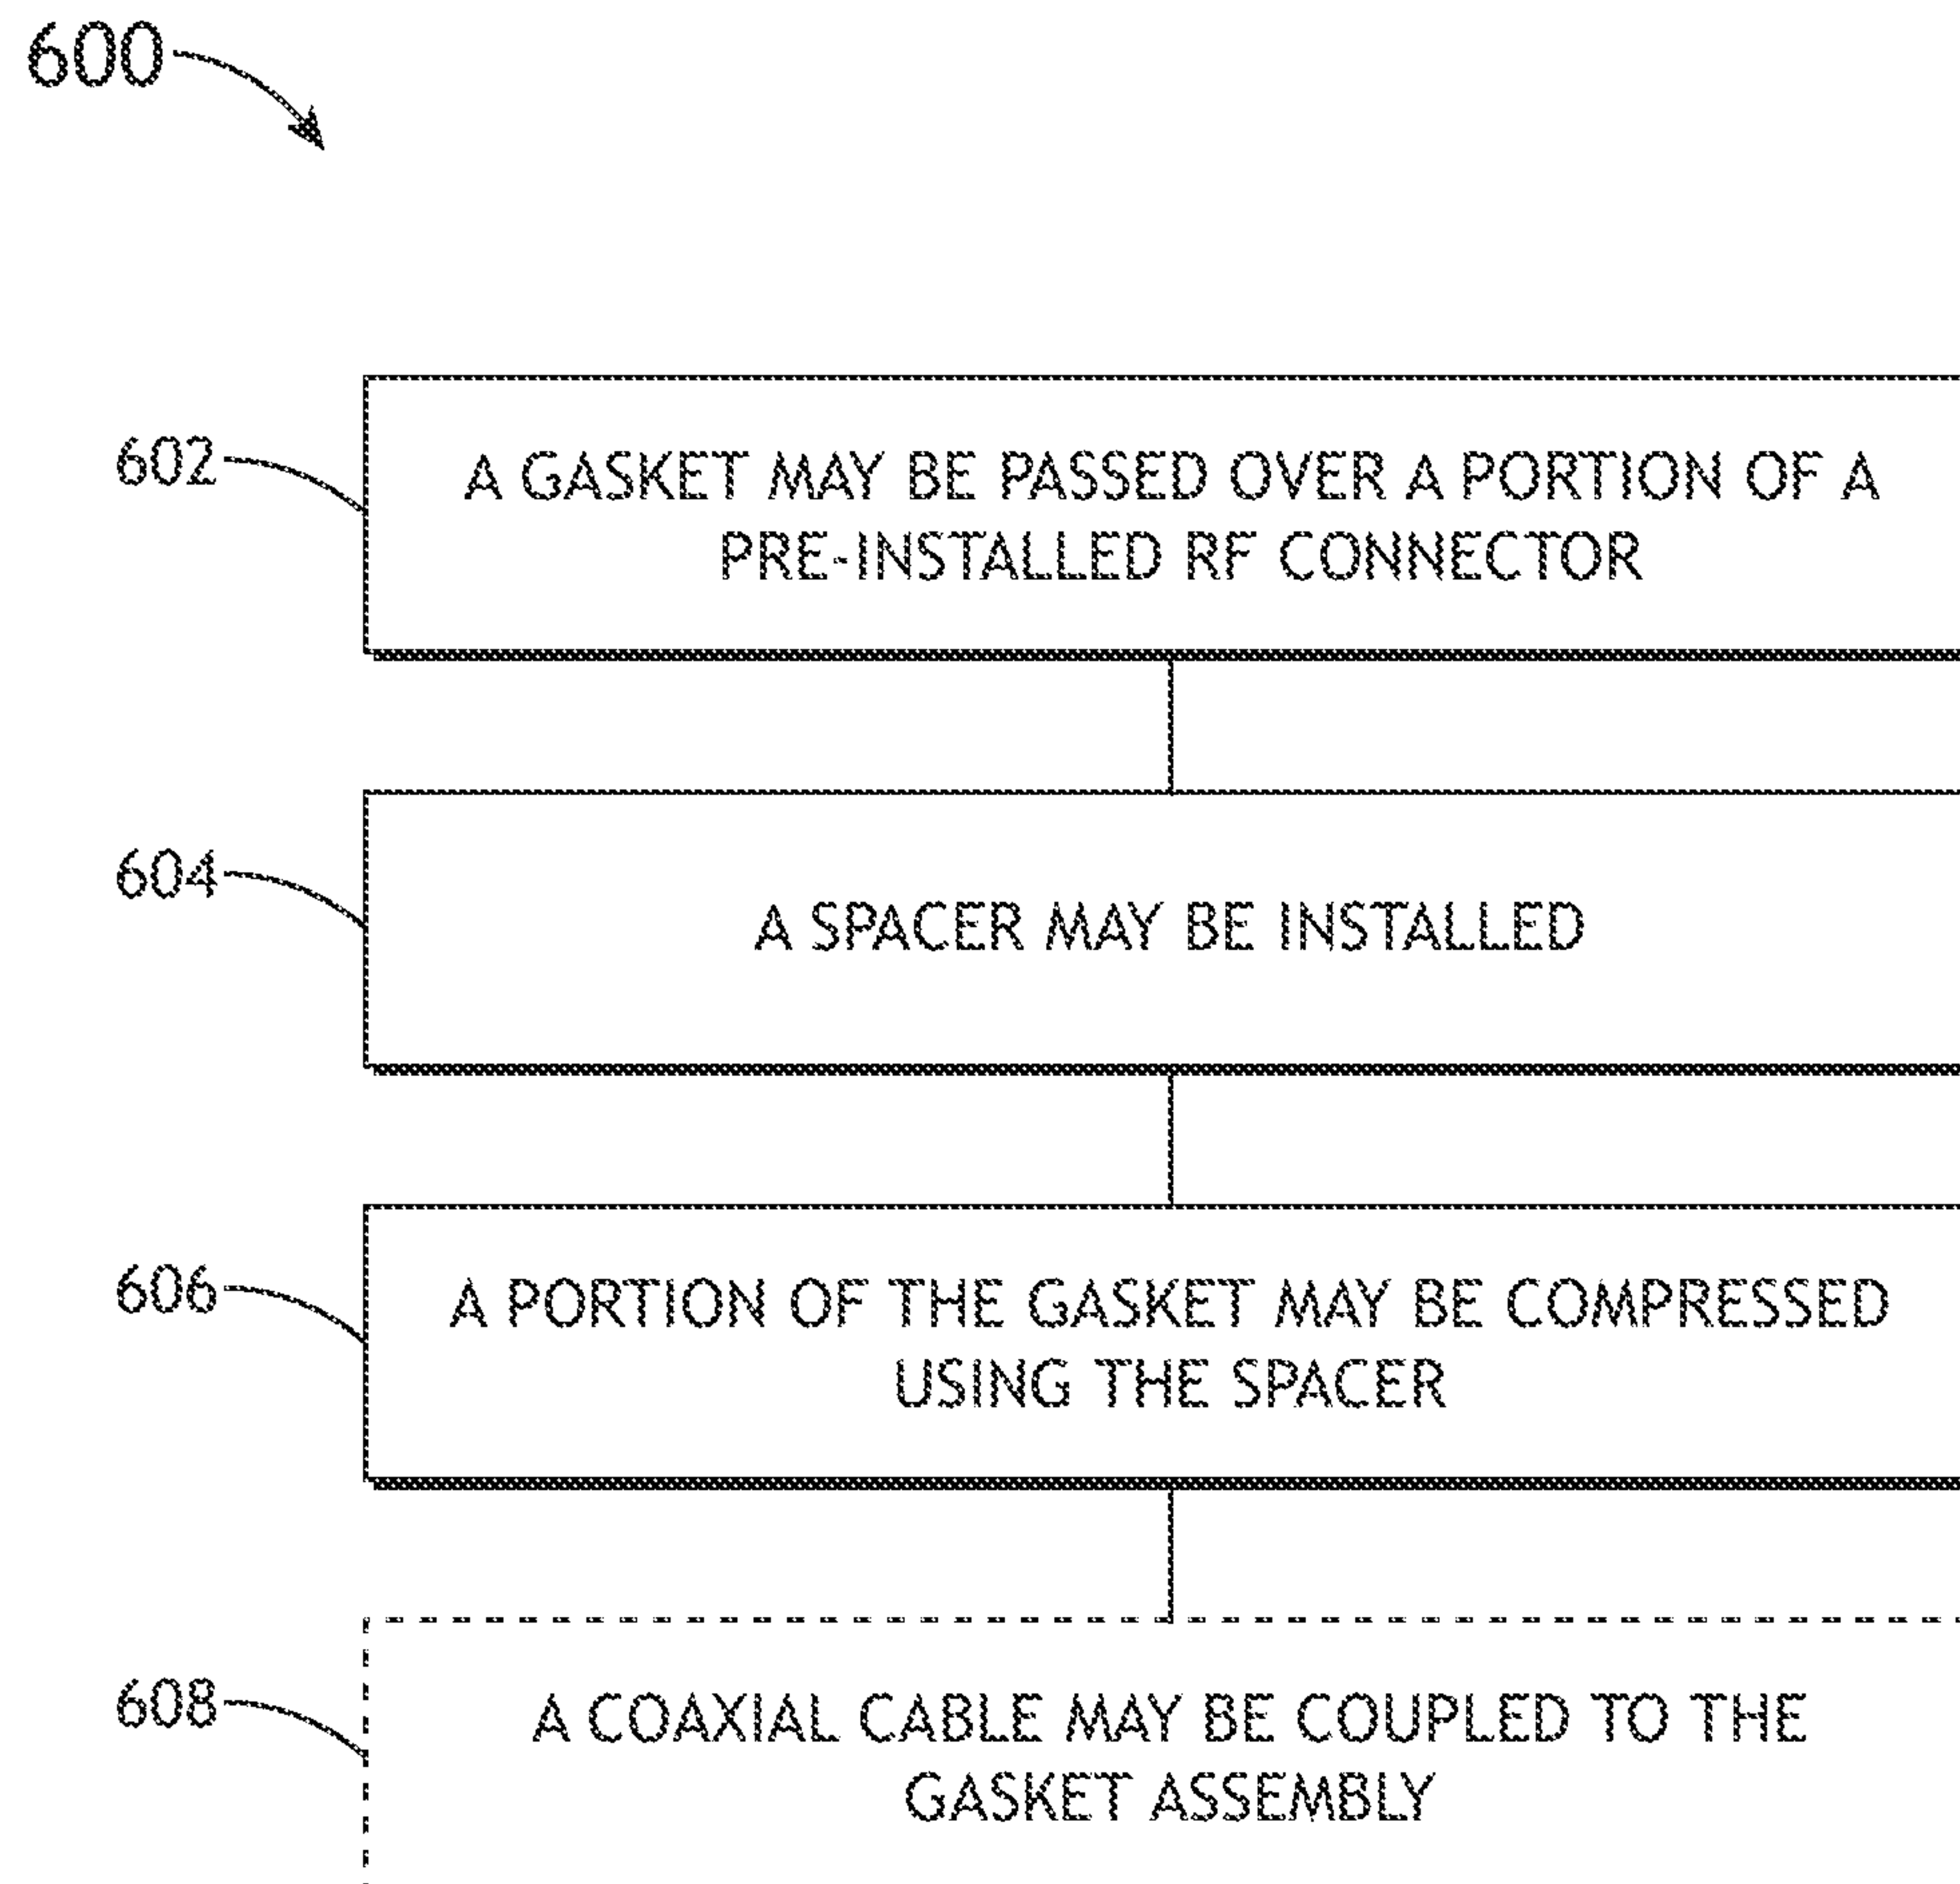 600
602
A GASKET MAY BE PASSED OVER A PORTION OF A
PRE-INSTALLED RF CONNECTOR
604
A SPACER MAY BE INSTALLED
606
A PORTION OF THE GASKET MAY BE COMPRESSED
USING THE SPACER
608
A COAXIAL CABLE MAY BE COUPLED TO THE
GASKET ASSEMBLY